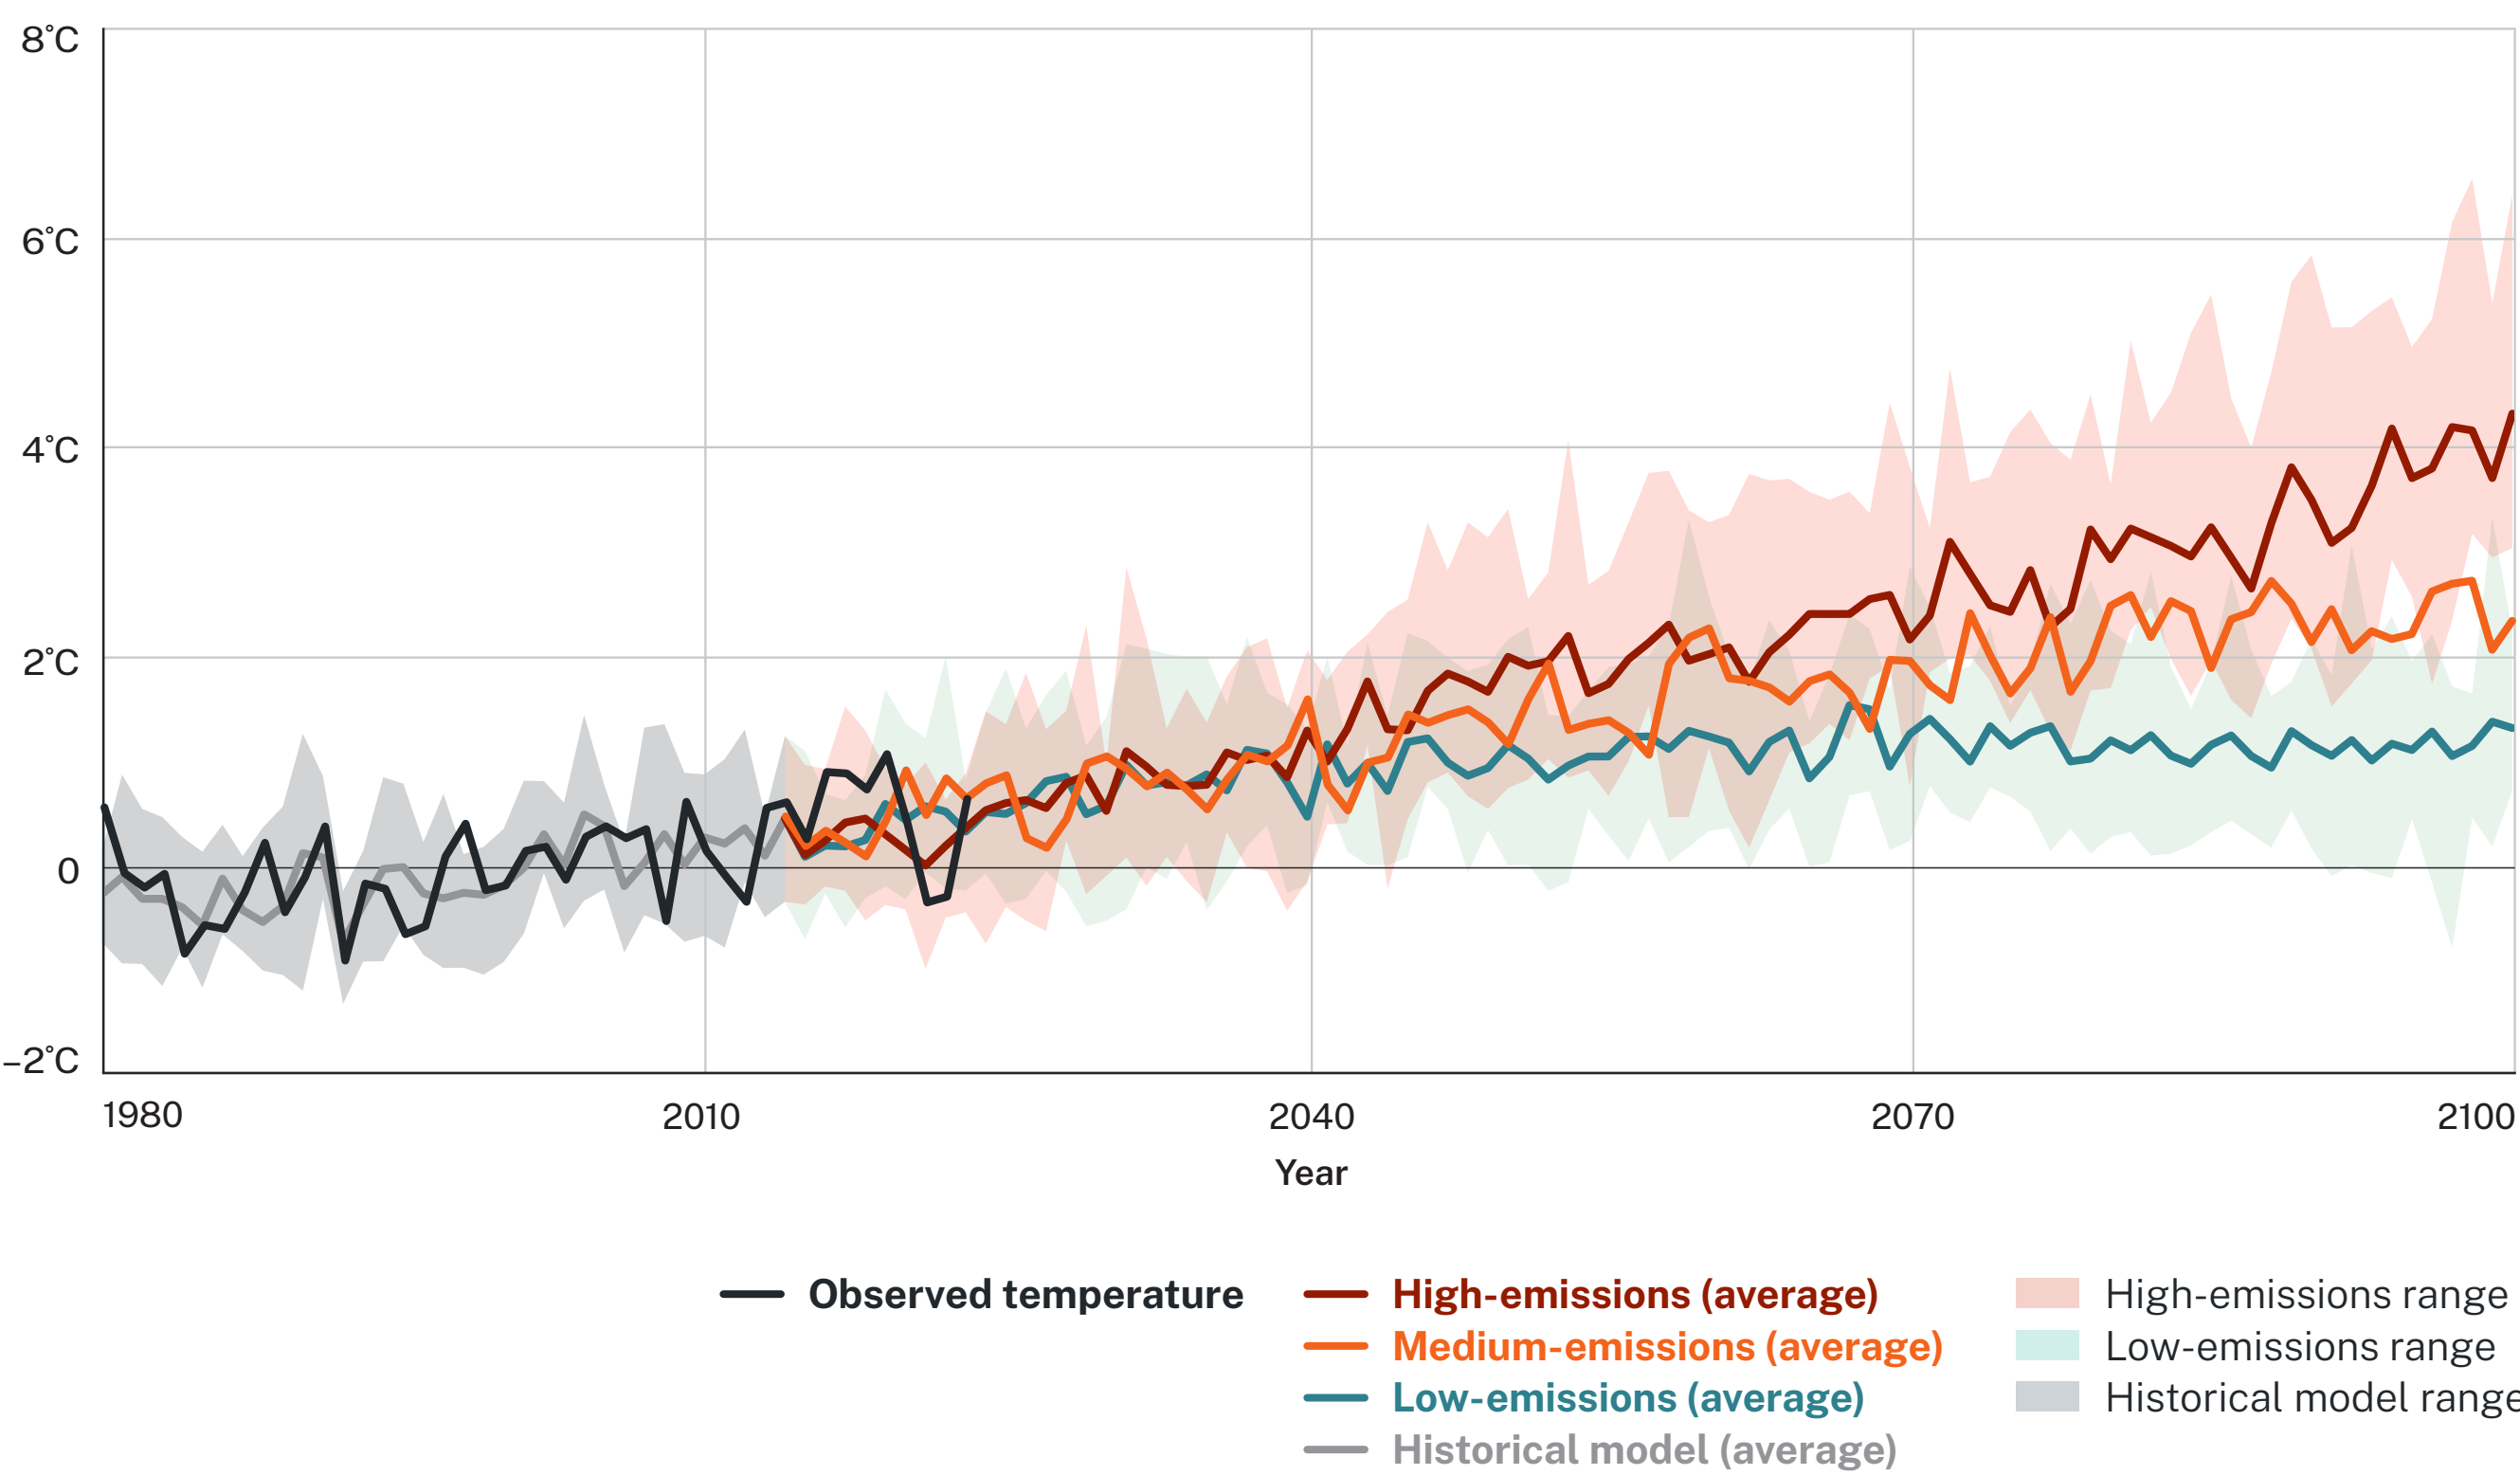 8°C
6°C
4°C
2°C
0
−2°C
1980 2010 2040 2070 2100
Year
Observed temperature
High-emissions (average)
Medium-emissions (average)
Low-emissions (average)
Historical model (average)
High-emissions range
Low-emissions range
Historical model range